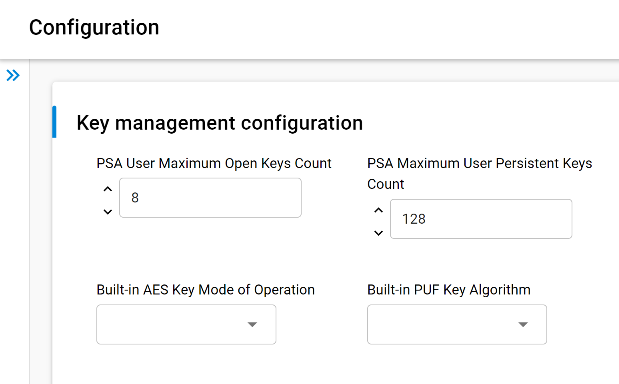 Configuration
Key management configuration
PSA User Maximum Open Keys Count
8
PSA Maximum User Persistent Keys
Count
128
Built-in AES Key Mode of Operation
Built-in PUF Key Algorithm